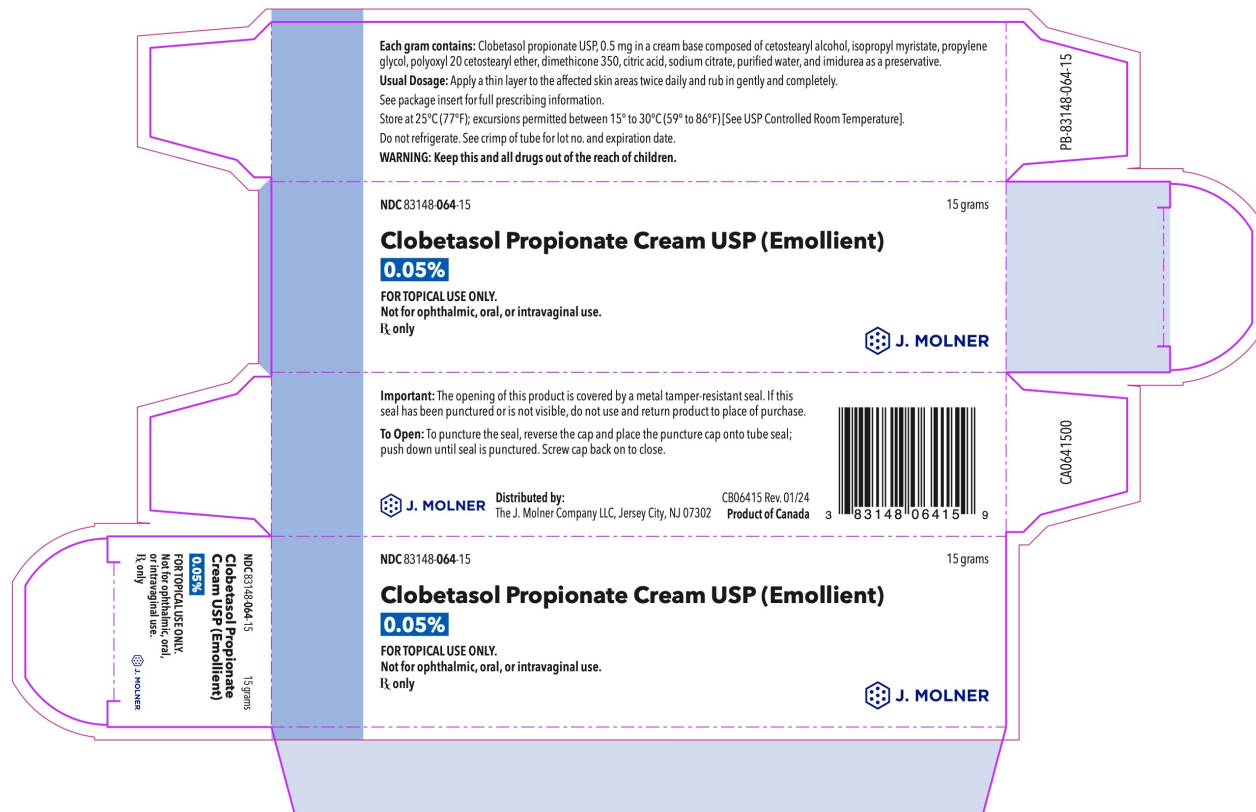 Each gram contains: Clobetasol propionate USP, 0.5 mg in a cream base composed of cetostearyl alcohol, isopropyl myristate, propylene
glycol, polyoxyl 20 cetostearyl ether, dimethicone 350, citric acid, sodium citrate, purified water, and imidurea as a preservative.
Usual Dosage: Apply a thin layer to the affected skin areas twice daily and rub in gently and completely.
See package insert for full prescribing information.
Store at 25°C (77°F); excursions permitted between 15° to 30°C (59° to 86°F) [See USP Controlled Room Temperature].
Do not refrigerate. See crimp of tube for lot no. and expiration date.
WARNING: Keep this and all drugs out of the reach of children.
PB-83148-064-15
NDC 83148-064-15 15 grams
Clobetasol Propionate Cream USP (Emollient)
0.05%
FOR TOPICAL USE ONLY.
Not for ophthalmic, oral, or intravaginal use.
℞ only
J. MOLNER
Important: The opening of this product is covered by a metal tamper-resistant seal. If this
seal has been punctured or is not visible, do not use and return product to place of purchase.
To Open: To puncture the seal, reverse the cap and place the puncture cap onto tube seal;
push down until seal is punctured. Screw cap back on to close.
J. MOLNER
Distributed by:
The J. Molner Company LLC, Jersey City, NJ 07302
CB06415 Rev. 01/24
Product of Canada
3 83148 06415 9
CA0641500
NDC 83148-064-15 15 grams
Clobetasol Propionate Cream USP (Emollient)
0.05%
FOR TOPICAL USE ONLY.
Not for ophthalmic, oral, or intravaginal use.
℞ only
J. MOLNER
NDC 83148-064-15 15 grams
Clobetasol Propionate
Cream USP (Emollient)
0.05%
FOR TOPICAL USE ONLY.
Not for ophthalmic, oral,
or intravaginal use.
℞ only
J. MOLNER